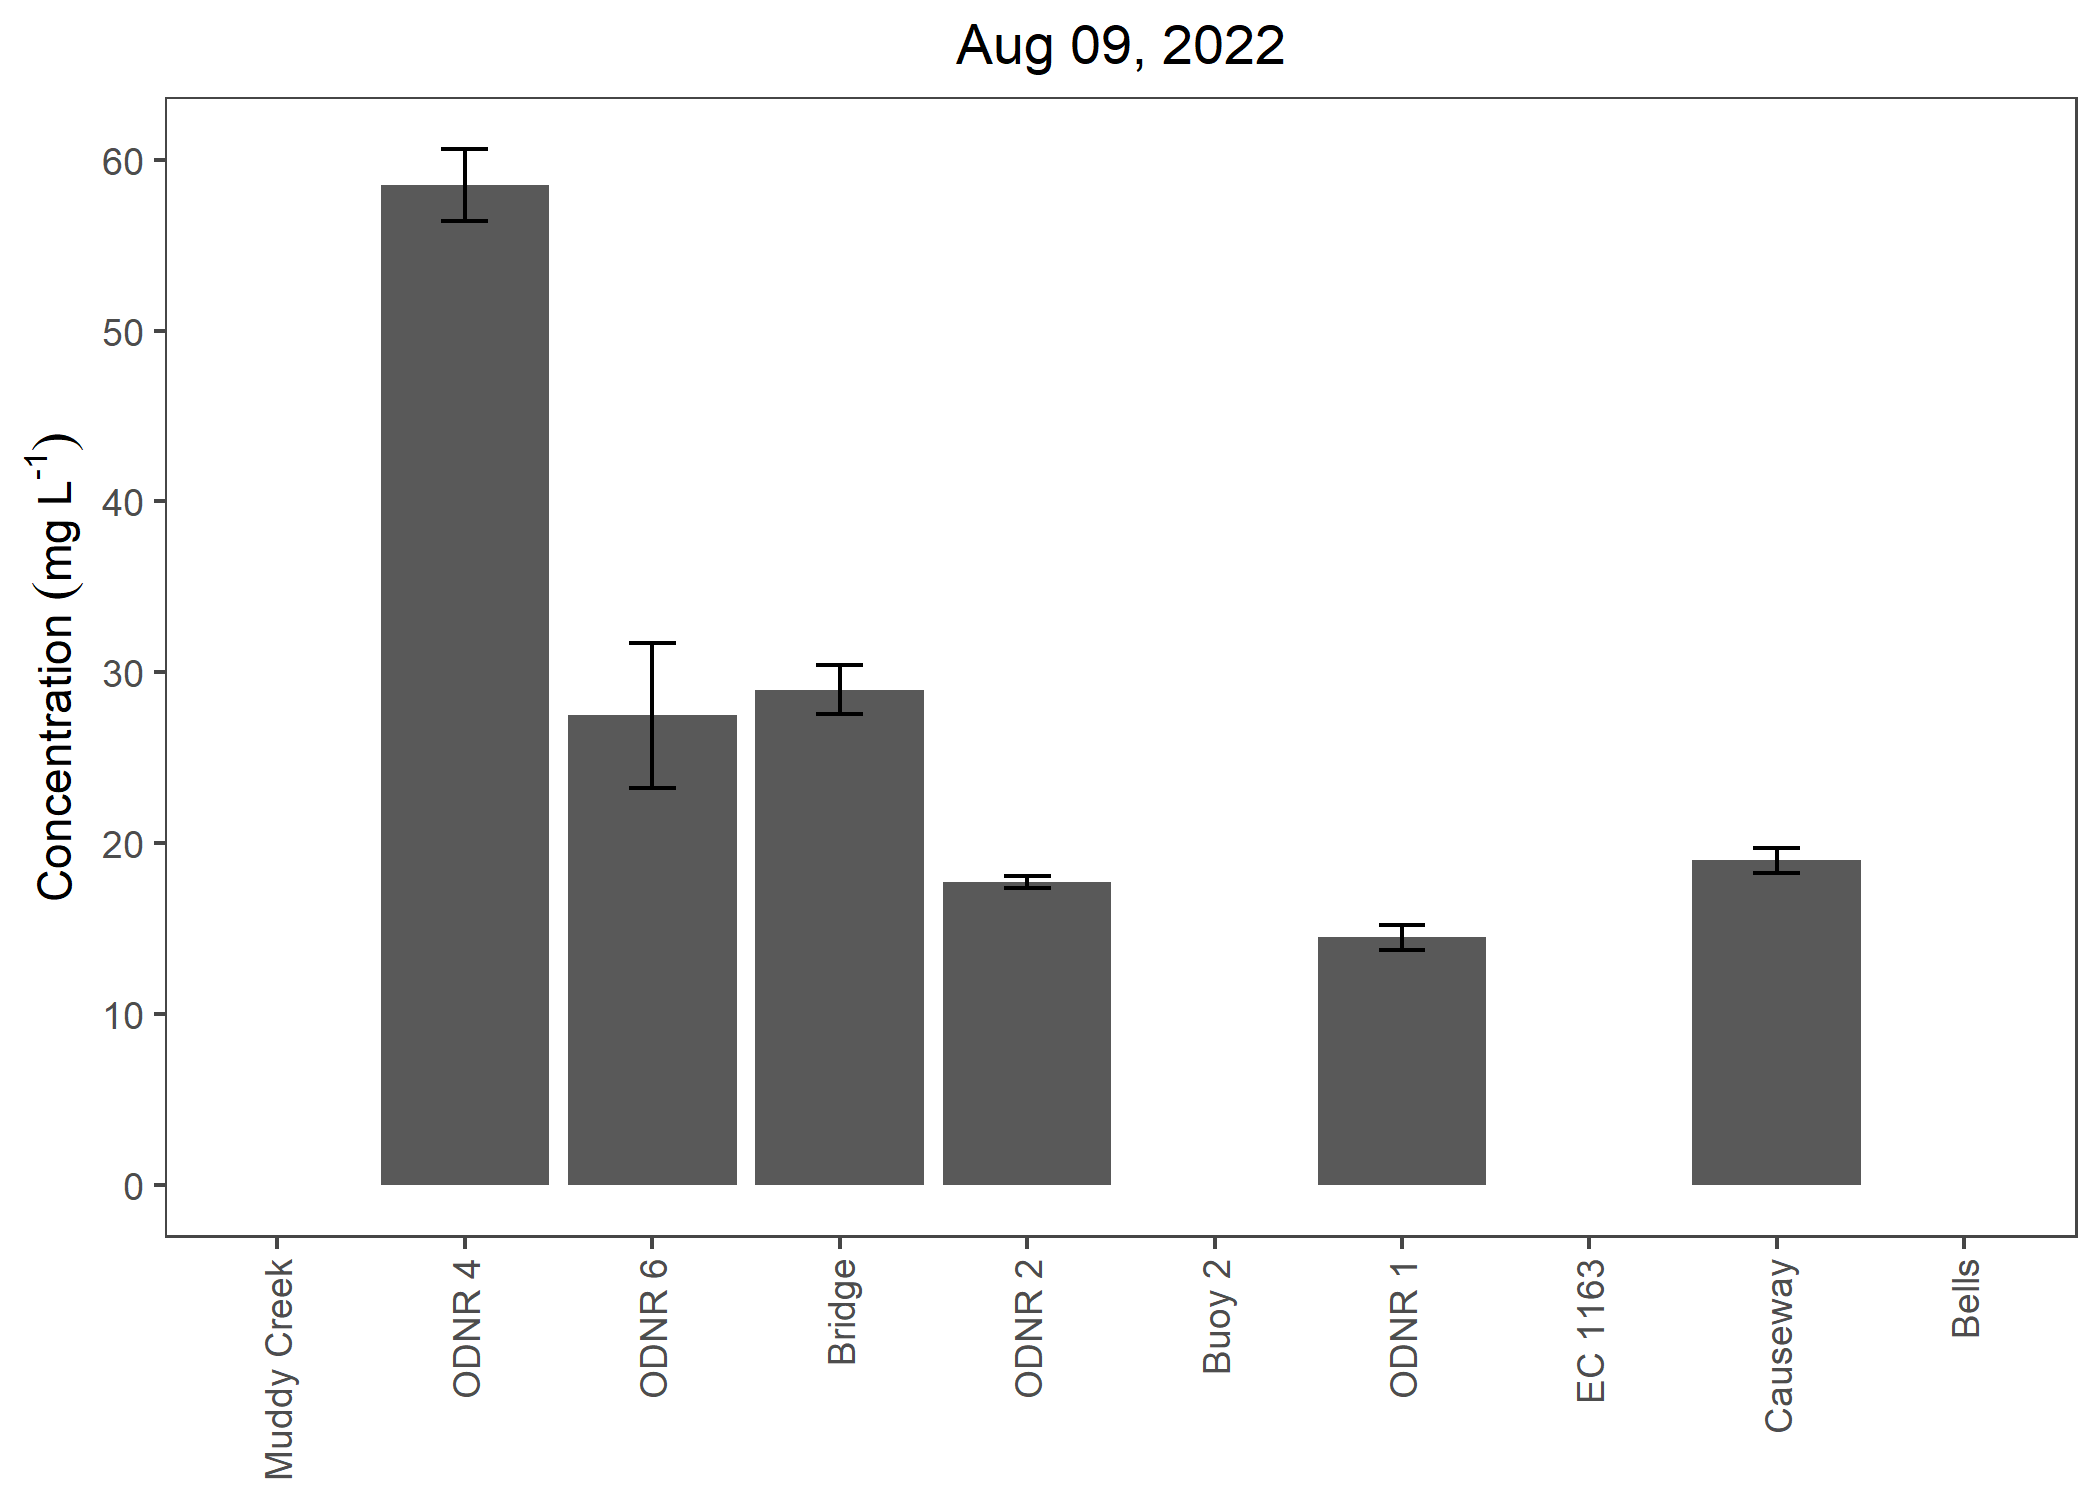 Aug 09, 2022
Concentration (mg L⁻¹)
60
50
40
30
20
10
0
Muddy Creek
ODNR 4
ODNR 6
Bridge
ODNR 2
Buoy 2
ODNR 1
EC 1163
Causeway
Bells